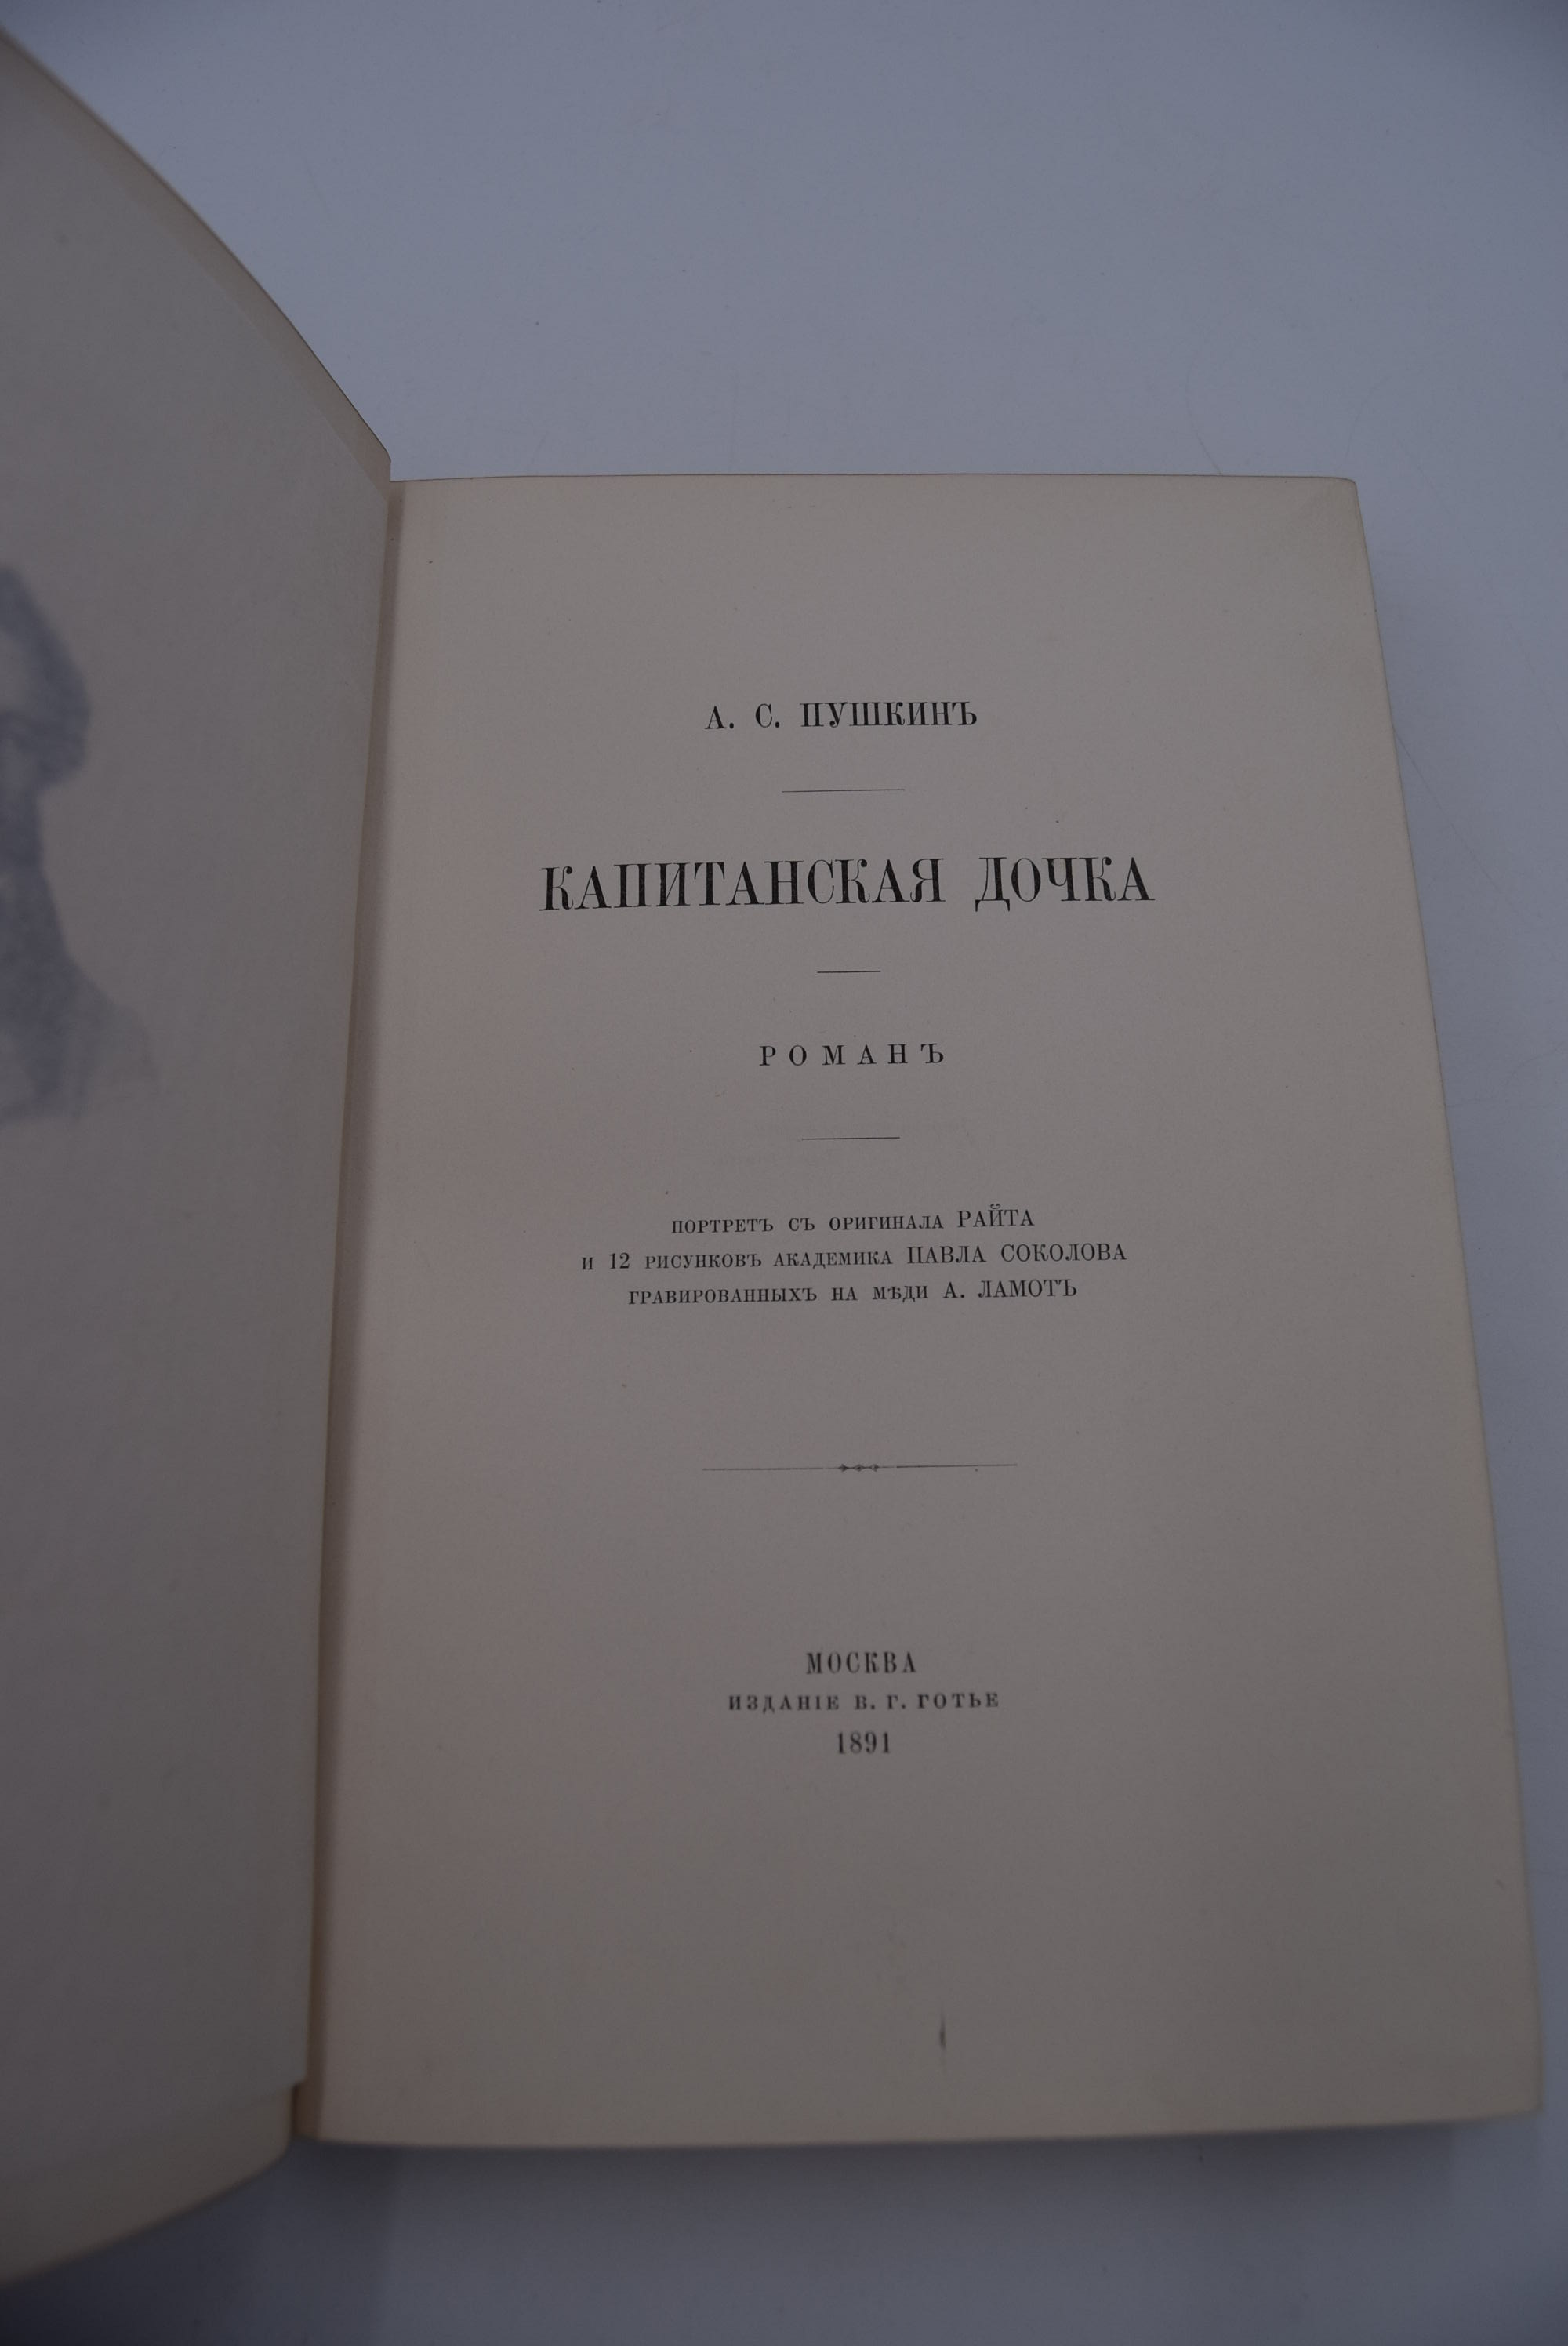 А. С. ПУШКИНЪ
КАПИТАНСКАЯ ДОЧКА
РОМАНЪ
ПОРТРЕТЪ СЪ ОРИГИНАЛА РАЙТА
И 12 РИСУНКОВЪ АКАДЕМИКА ПАВЛА СОКОЛОВА
ГРАВИРОВАННЫХЪ НА МѢДИ А. ЛАМОТЪ
МОСКВА
ИЗДАНІЕ В. Г. ГОТЬЕ
1891